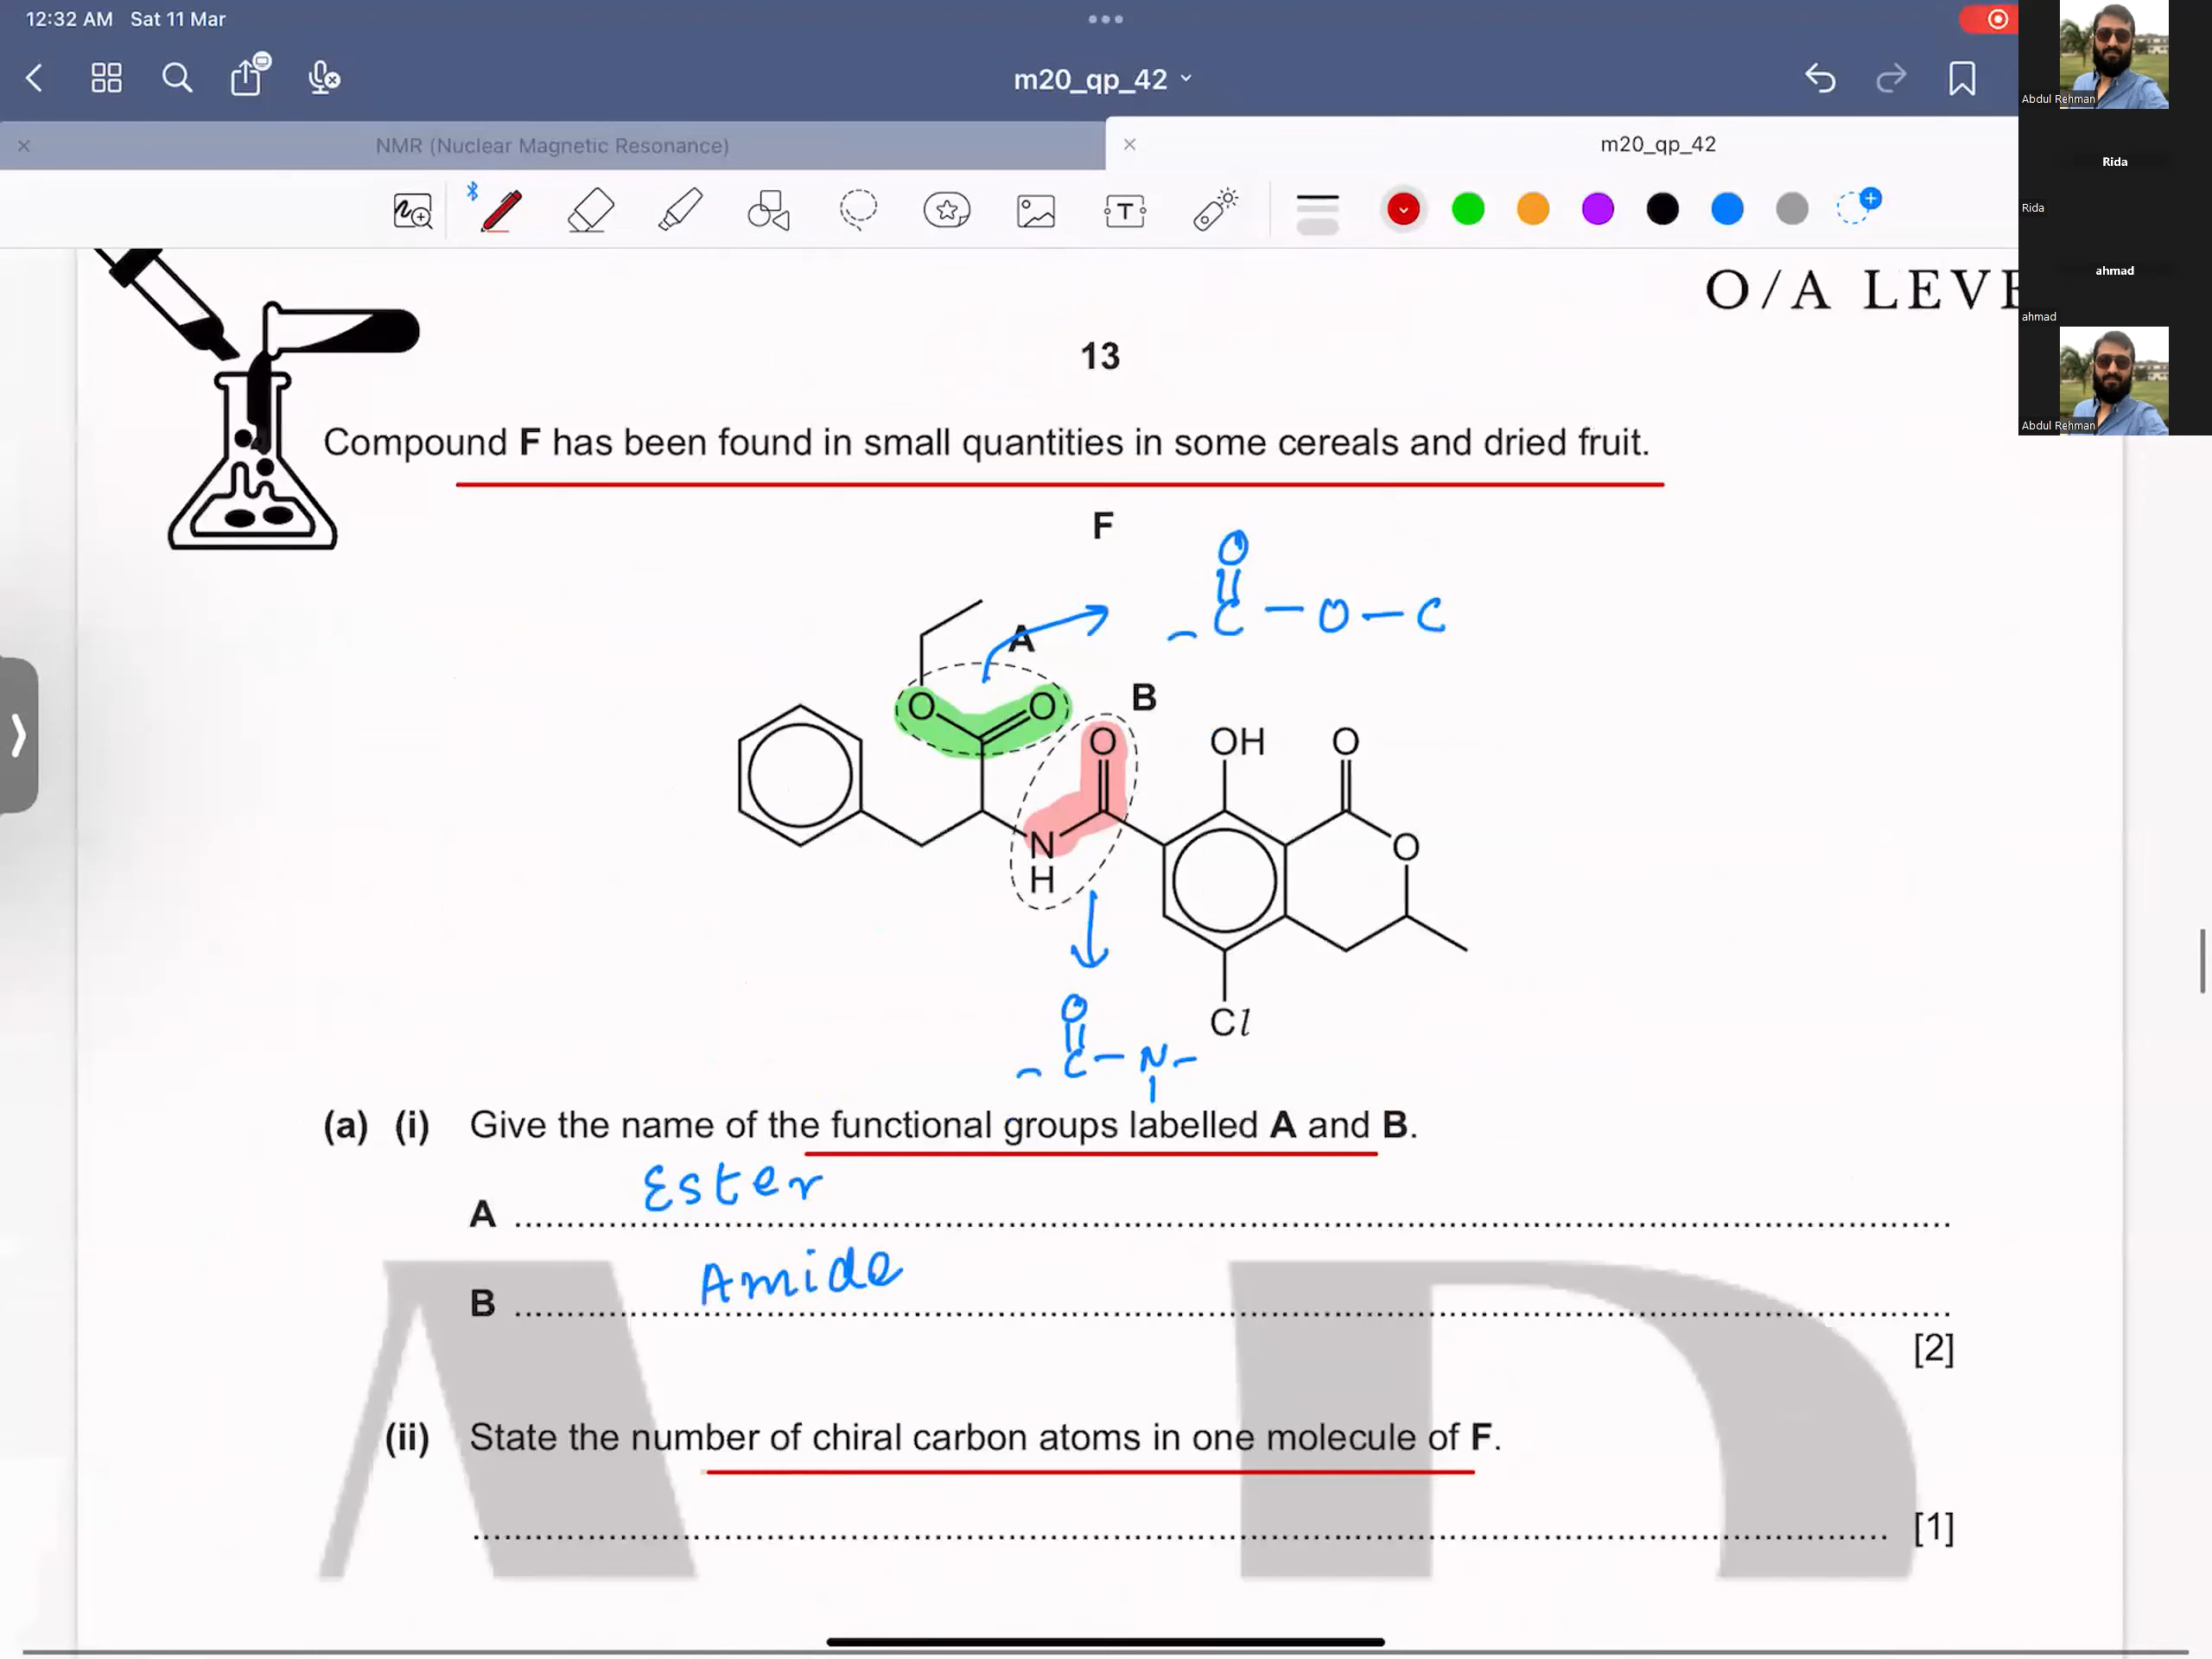 12:32 AM Sat 11 Mar
m20_qp_42
Abdul Rehman
NMR (Nuclear Magnetic Resonance)
m20_qp_42
Rida
Rida
ahmad
ahmad
Abdul Rehman
O/A LEVE
13
Compound F has been found in small quantities in some cereals and dried fruit.
F
O
- C - O - C
A
B
O O
O OH O
N
H
O
Cl
O
- C - N -
(a) (i) Give the name of the functional groups labelled A and B.
A Ester
B Amide
[2]
(ii) State the number of chiral carbon atoms in one molecule of F.
[1]